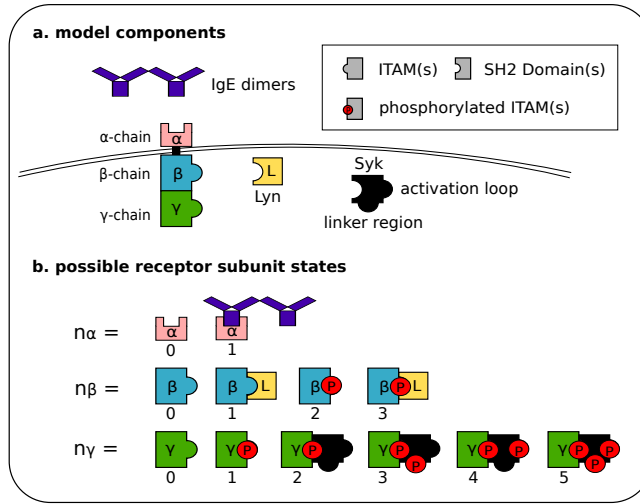 a. model components
IgE dimers
ITAM(s)
SH2 Domain(s)
phosphorylated ITAM(s)
P
α-chain
α
β-chain
β
γ-chain
γ
L
Lyn
Syk
activation loop
linker region
b. possible receptor subunit states
nα = α α
0 1
nβ = β β L β P β P L
0 1 2 3
nγ = γ γ P γ P γ P P γ P P γ P P P
0 1 2 3 4 5